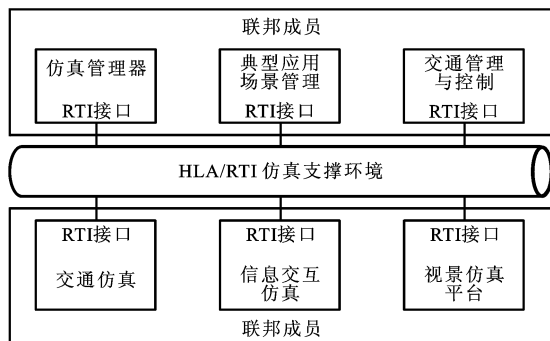 联邦成员
仿真管理器
RTI接口
典型应用
场景管理
RTI接口
交通管理
与控制
RTI接口
HLA/RTI 仿真支撑环境
RTI接口
交通仿真
RTI接口
信息交互
仿真
RTI接口
视景仿真
平台
联邦成员